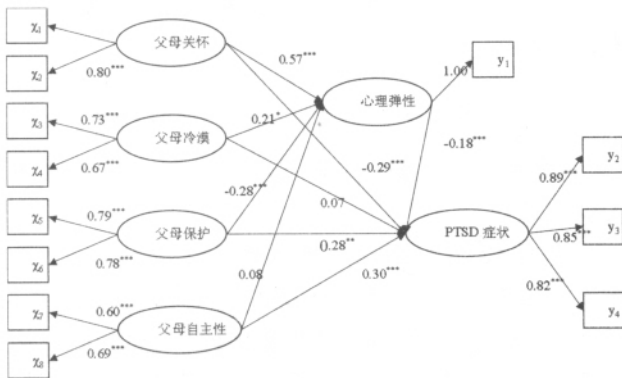 χ₁
父母关怀
χ₂
0.80***
0.57***
1.00
y₁
心理弹性
χ₃
0.73***
0.21*
父母冷漠
χ₄
0.67***
-0.29***
-0.18***
y₂
0.89***
-0.28***
0.07
χ₅
0.79***
父母保护
0.28**
PTSD 症状
0.85
y₃
χ₆
0.78***
0.08
0.30***
0.82***
χ₇
0.60***
父母自主性
y₄
χ₈
0.69***